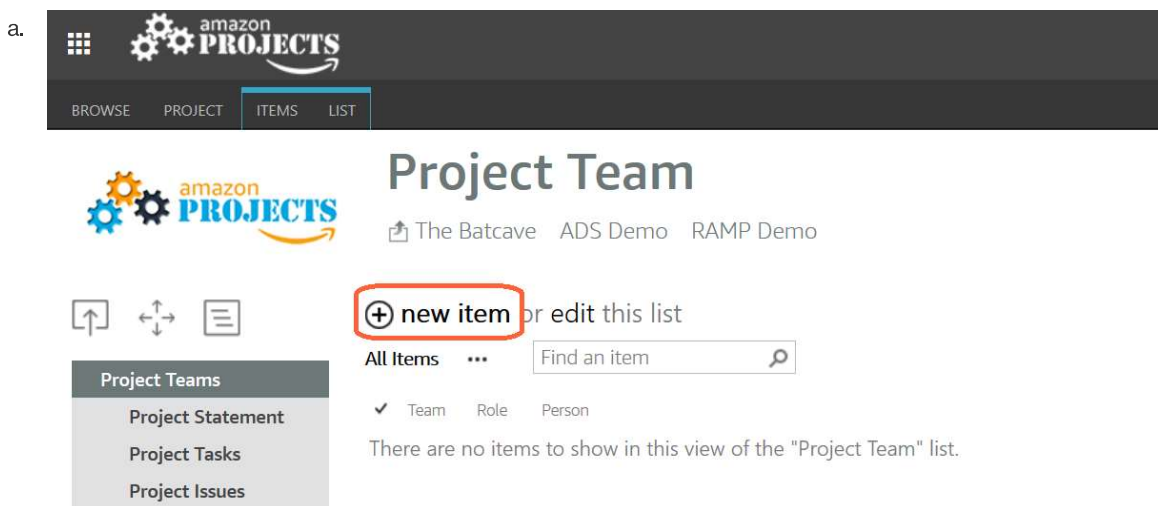 a.
amazon
PROJECTS
BROWSE PROJECT ITEMS LIST
amazon
PROJECTS
Project Team
The Batcave ADS Demo RAMP Demo
new item or edit this list
All Items ••• Find an item
Project Teams
✓ Team Role Person
Project Statement
There are no items to show in this view of the "Project Team" list.
Project Tasks
Project Issues